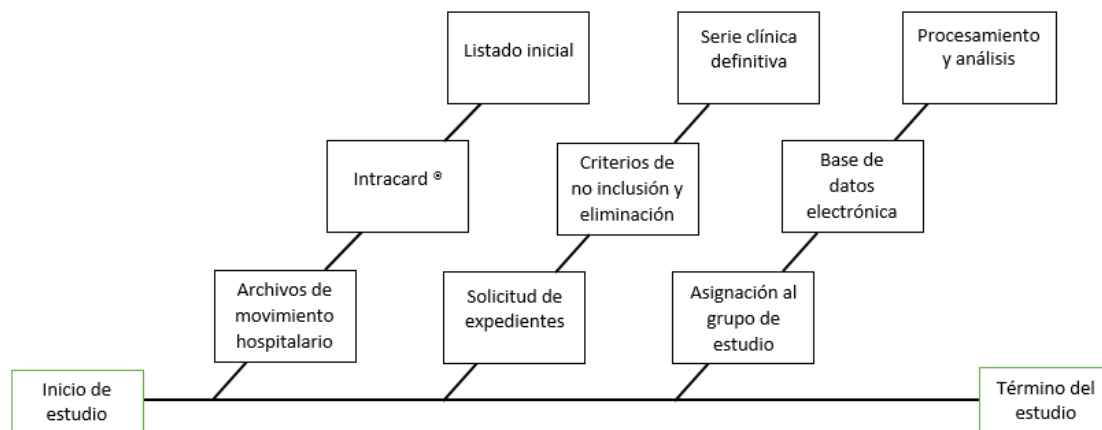 Listado inicial
Serie clínica
definitiva
Procesamiento
y análisis
Intracard ®
Criterios de
no inclusión y
eliminación
Base de
datos
electrónica
Archivos de
movimiento
hospitalario
Solicitud de
expedientes
Asignación al
grupo de
estudio
Inicio de
estudio
Término del
estudio